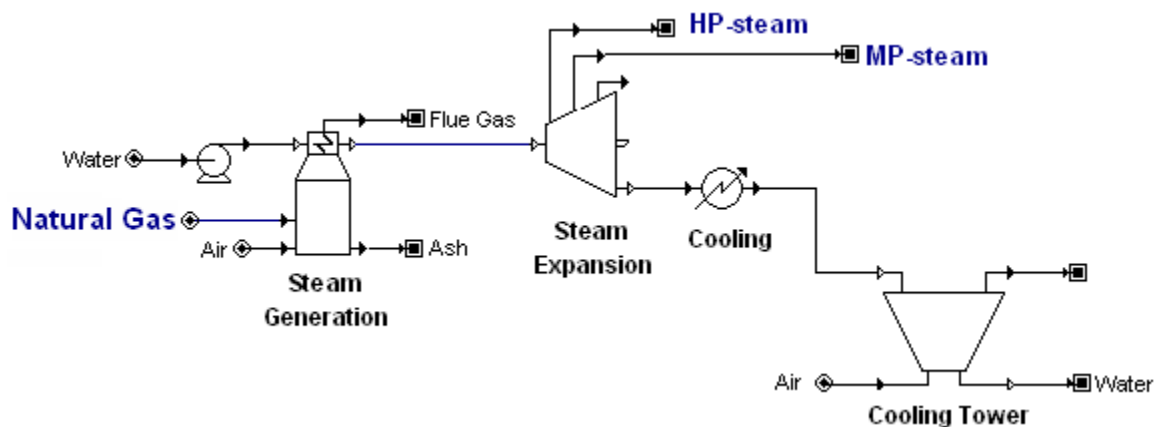 HP-steam
MP-steam
Flue Gas
Water
Natural Gas
Air
Ash
Steam
Generation
Steam
Expansion
Cooling
Air
Water
Cooling Tower